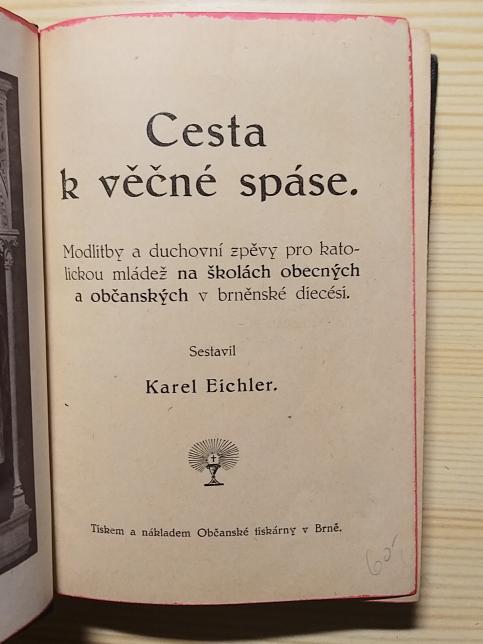 Cesta
k věčné spáse.
Modlitby a duchovní zpěvy pro kato-
lickou mládež na školách obecných
a občanských v brněnské diecési.
Sestavil
Karel Eichler.
Tiskem a nákladem Občanské tiskárny v Brně.